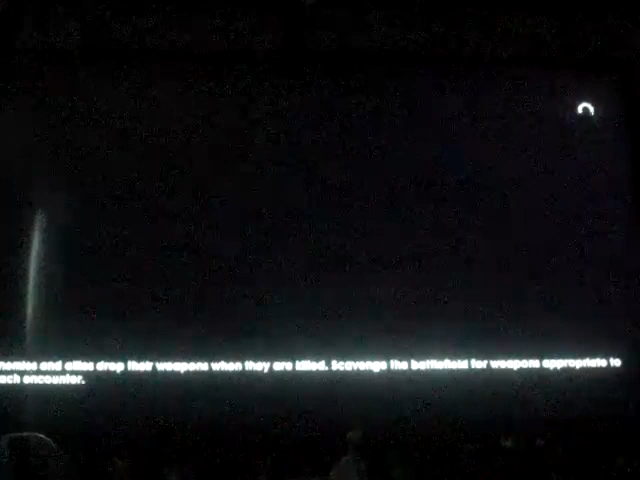 nemies and allies drop their weapons when they are killed. Scavenge the battlefield for weapons appropriate to
ach encounter.